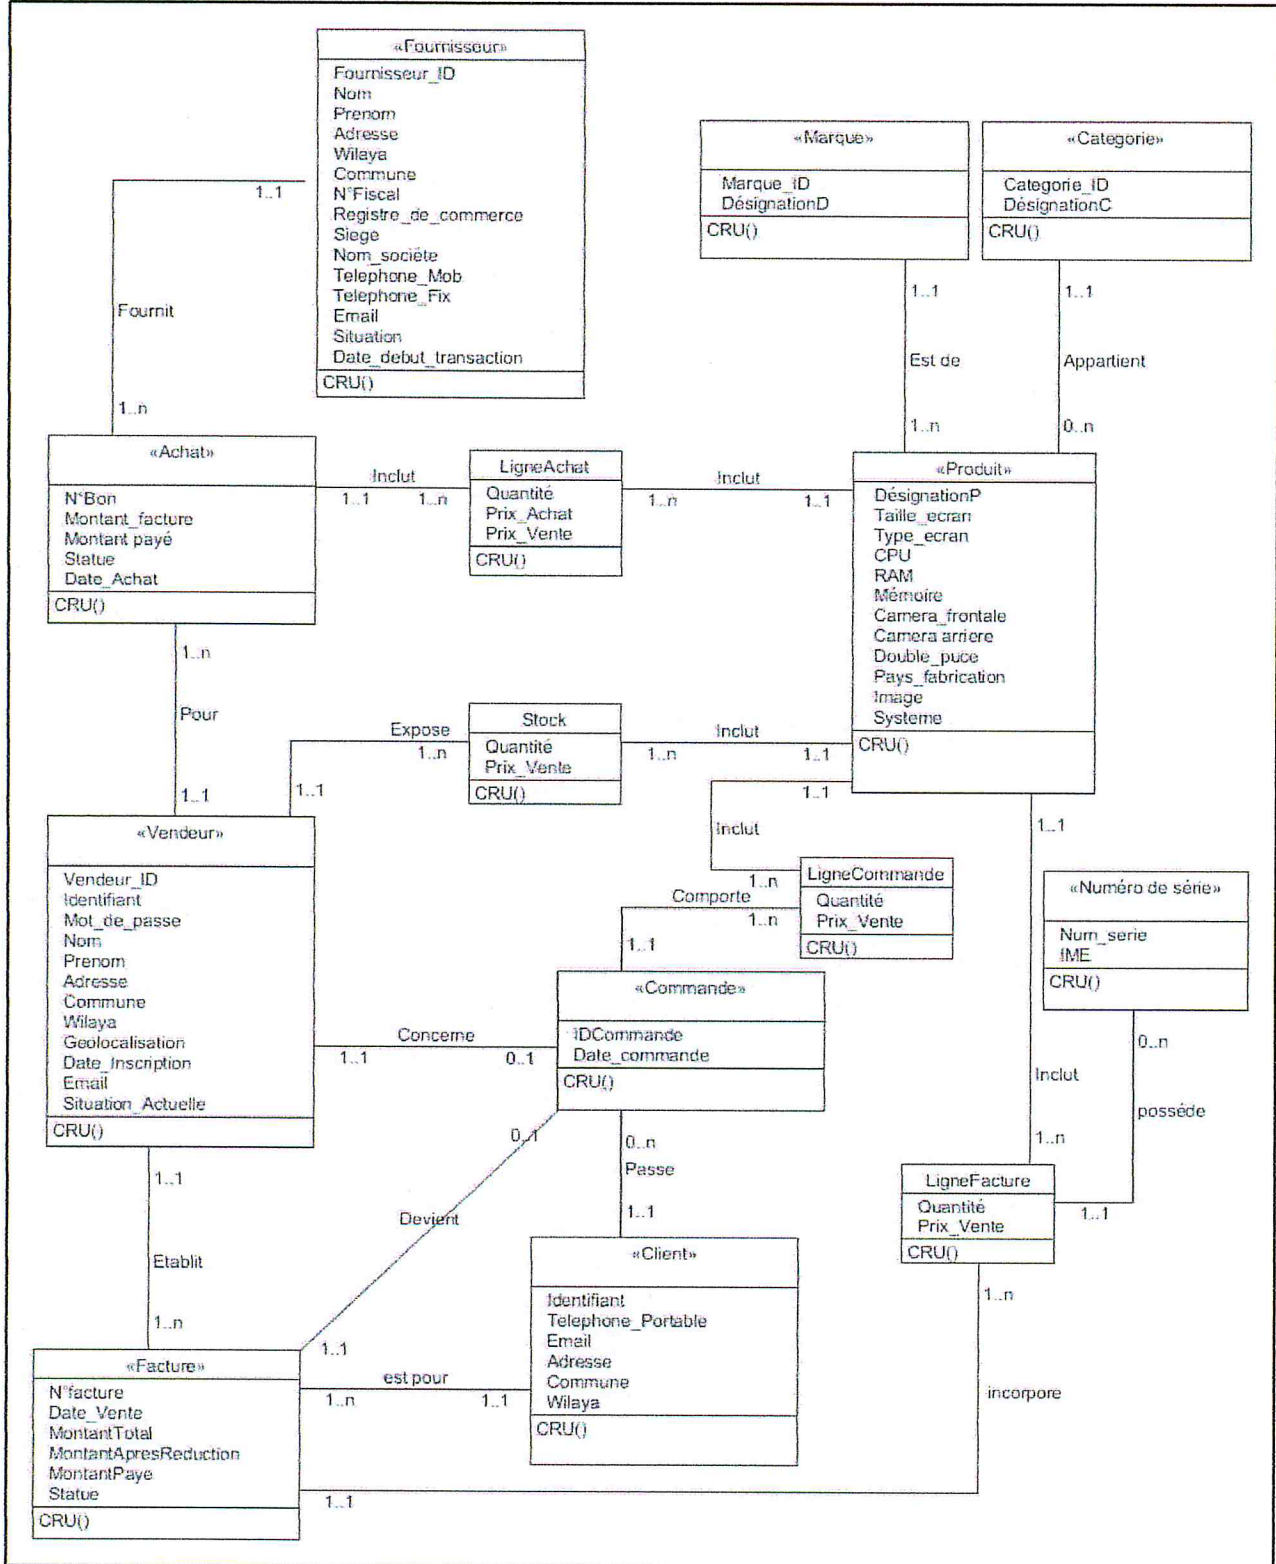 «Fournisseur»
Fournisseur_ID
Nom
Prenom
Adresse
Wilaya
Commune
N°Fiscal
Registre_de_commerce
Siege
Nom_sociéte
Telephone_Mob
Telephone_Fix
Email
Situation
Date_debut_transaction
CRU()
«Marque»
Marque_ID
DésignationD
CRU()
«Categorie»
Categorie_ID
DésignationC
CRU()
1..1
Fournit
1..n
1..1
Est de
1..n
1..1
Appartient
0..n
«Achat»
N°Bon
Montant_facture
Montant payé
Statue
Date_Achat
CRU()
Inclut
1..1
1..n
LigneAchat
Quantité
Prix_Achat
Prix_Vente
CRU()
Inclut
1..n
1..1
«Produit»
DésignationP
Taille_ecran
Type_ecran
CPU
RAM
Mémoire
Camera_frontale
Camera arriere
Double_puce
Pays_fabrication
Image
Systeme
CRU()
1..n
Pour
1..1
Expose
1..n
1..1
Stock
Quantité
Prix_Vente
CRU()
Inclut
1..n
1..1
1..1
Inclut
1..n
1..1
Inclut
1..n
«Vendeur»
Vendeur_ID
Identifiant
Mot_de_passe
Nom
Prenom
Adresse
Commune
Wilaya
Geolocalisation
Date_Inscription
Email
Situation_Actuelle
CRU()
LigneCommande
Quantité
Prix_Vente
CRU()
Comporte
1..n
1..1
«Numéro de série»
Num_serie
IME
CRU()
0..n
posséde
1..1
«Commande»
IDCommande
Date_commande
CRU()
Concerne
1..1
0..1
0..1
Devient
1..1
0..n
Passe
1..1
LigneFacture
Quantité
Prix_Vente
CRU()
1..n
incorpore
1..1
1..1
Etablit
1..n
«Client»
Identifiant
Telephone_Portable
Email
Adresse
Commune
Wilaya
CRU()
«Facture»
N°facture
Date_Vente
MontantTotal
MontantApresReduction
MontantPaye
Statue
CRU()
est pour
1..n
1..1